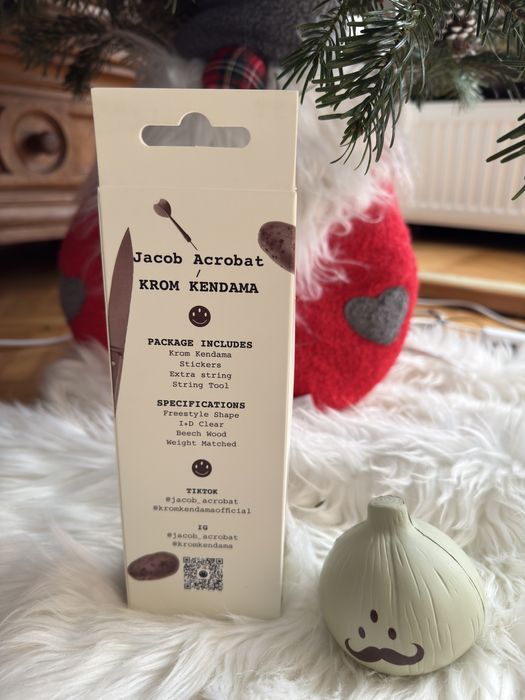 Jacob Acrobat
/
KROM KENDAMA
PACKAGE INCLUDES
Krom Kendama
Stickers
Extra string
String Tool
SPECIFICATIONS
Freestyle Shape
I+D Clear
Beech Wood
Weight Matched
TIKTOK
@jacob_acrobat
@kromkendamaofficial
IG
@jacob_acrobat
@kromkendama